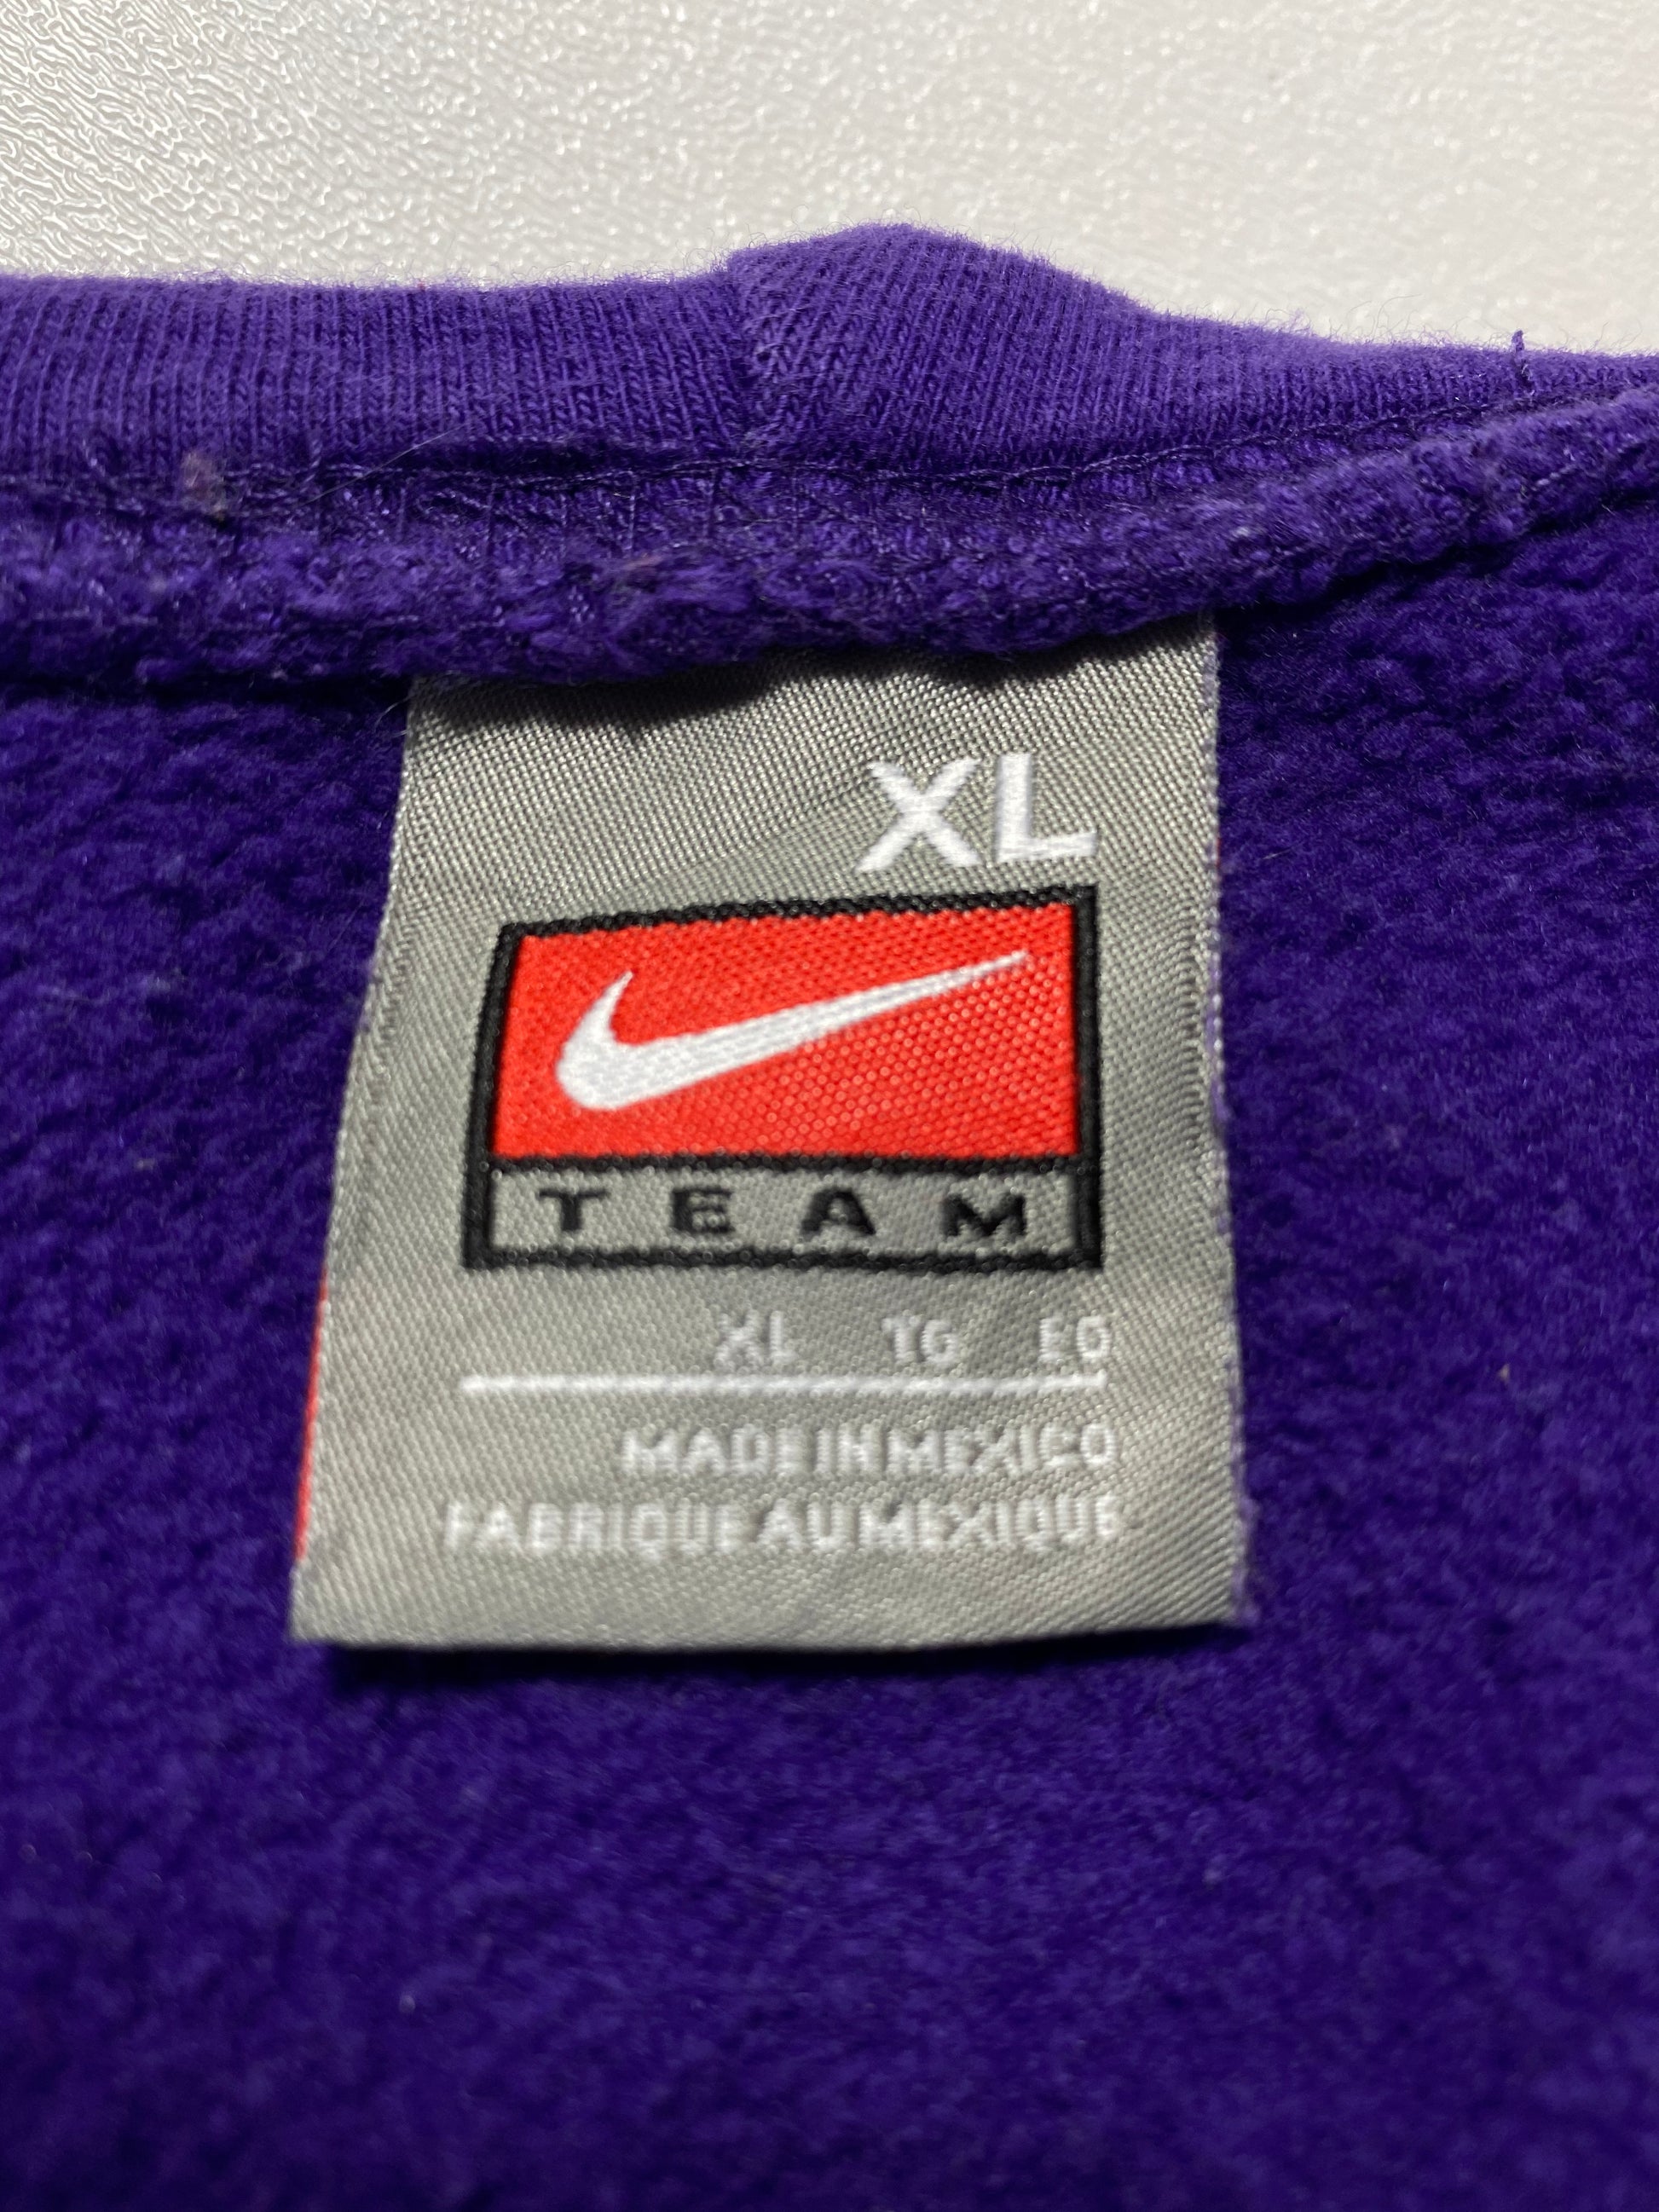 XL
TEAM
XL TG EG
MADE IN MEXICO
FABRIQUE AU MEXIQUE